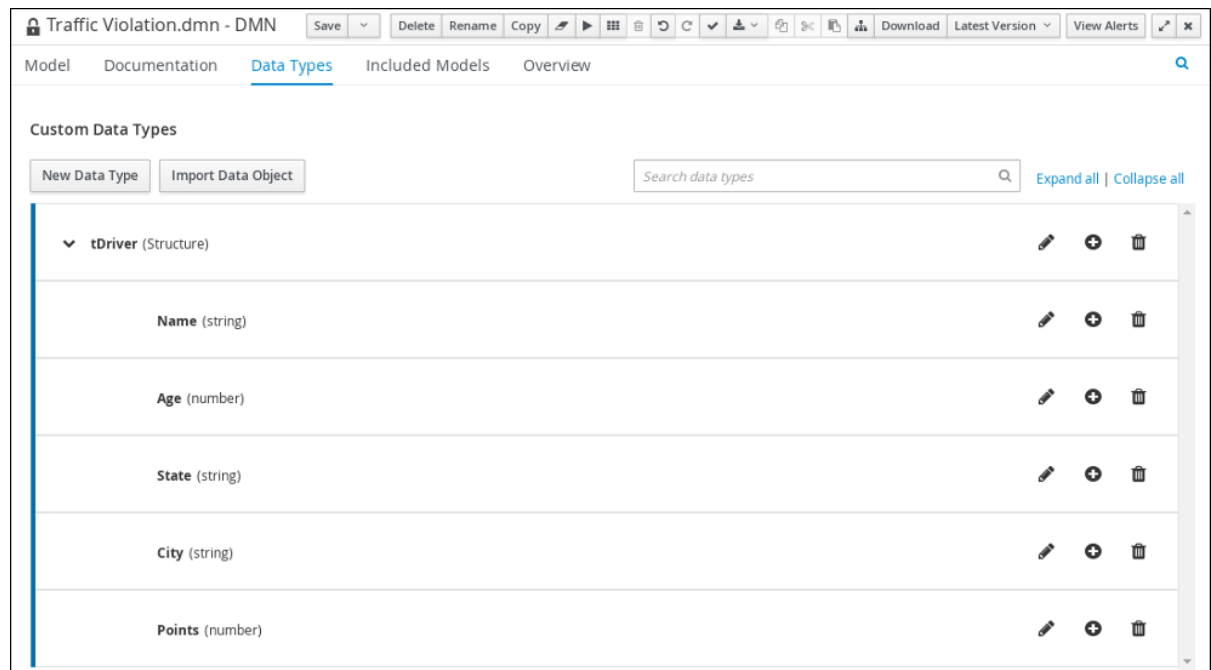 Traffic Violation.dmn - DMN Save Delete Rename Copy Download Latest Version View Alerts
Model Documentation Data Types Included Models Overview
Custom Data Types
New Data Type Import Data Object Search data types Expand all | Collapse all
tDriver (Structure)
Name (string)
Age (number)
State (string)
City (string)
Points (number)